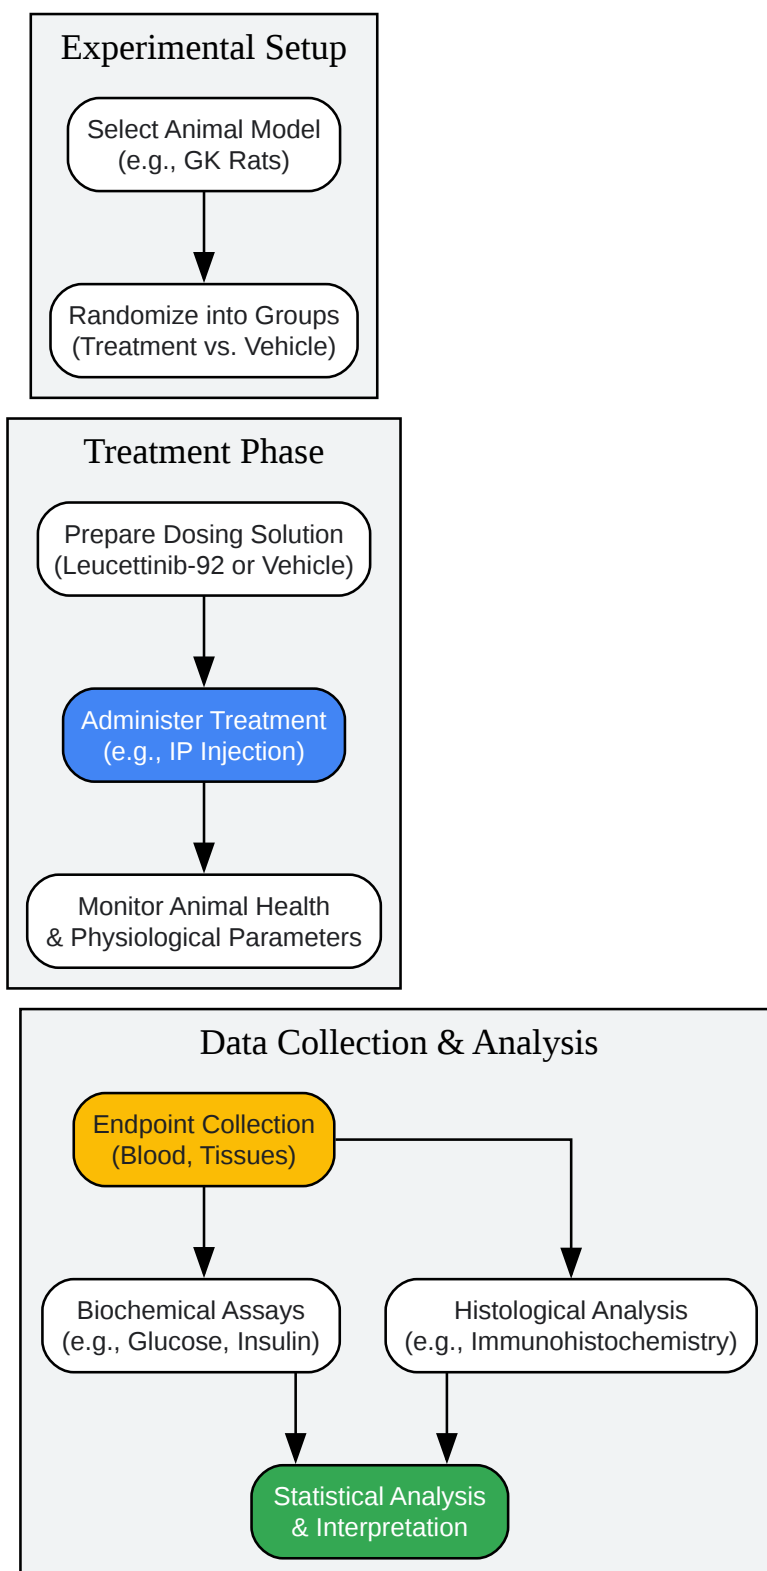 Experimental Setup
Select Animal Model
(e.g., GK Rats)
Randomize into Groups
(Treatment vs. Vehicle)
Treatment Phase
Prepare Dosing Solution
(Leucettinib-92 or Vehicle)
Administer Treatment
(e.g., IP Injection)
Monitor Animal Health
& Physiological Parameters
Data Collection & Analysis
Endpoint Collection
(Blood, Tissues)
Biochemical Assays
(e.g., Glucose, Insulin)
Histological Analysis
(e.g., Immunohistochemistry)
Statistical Analysis
& Interpretation